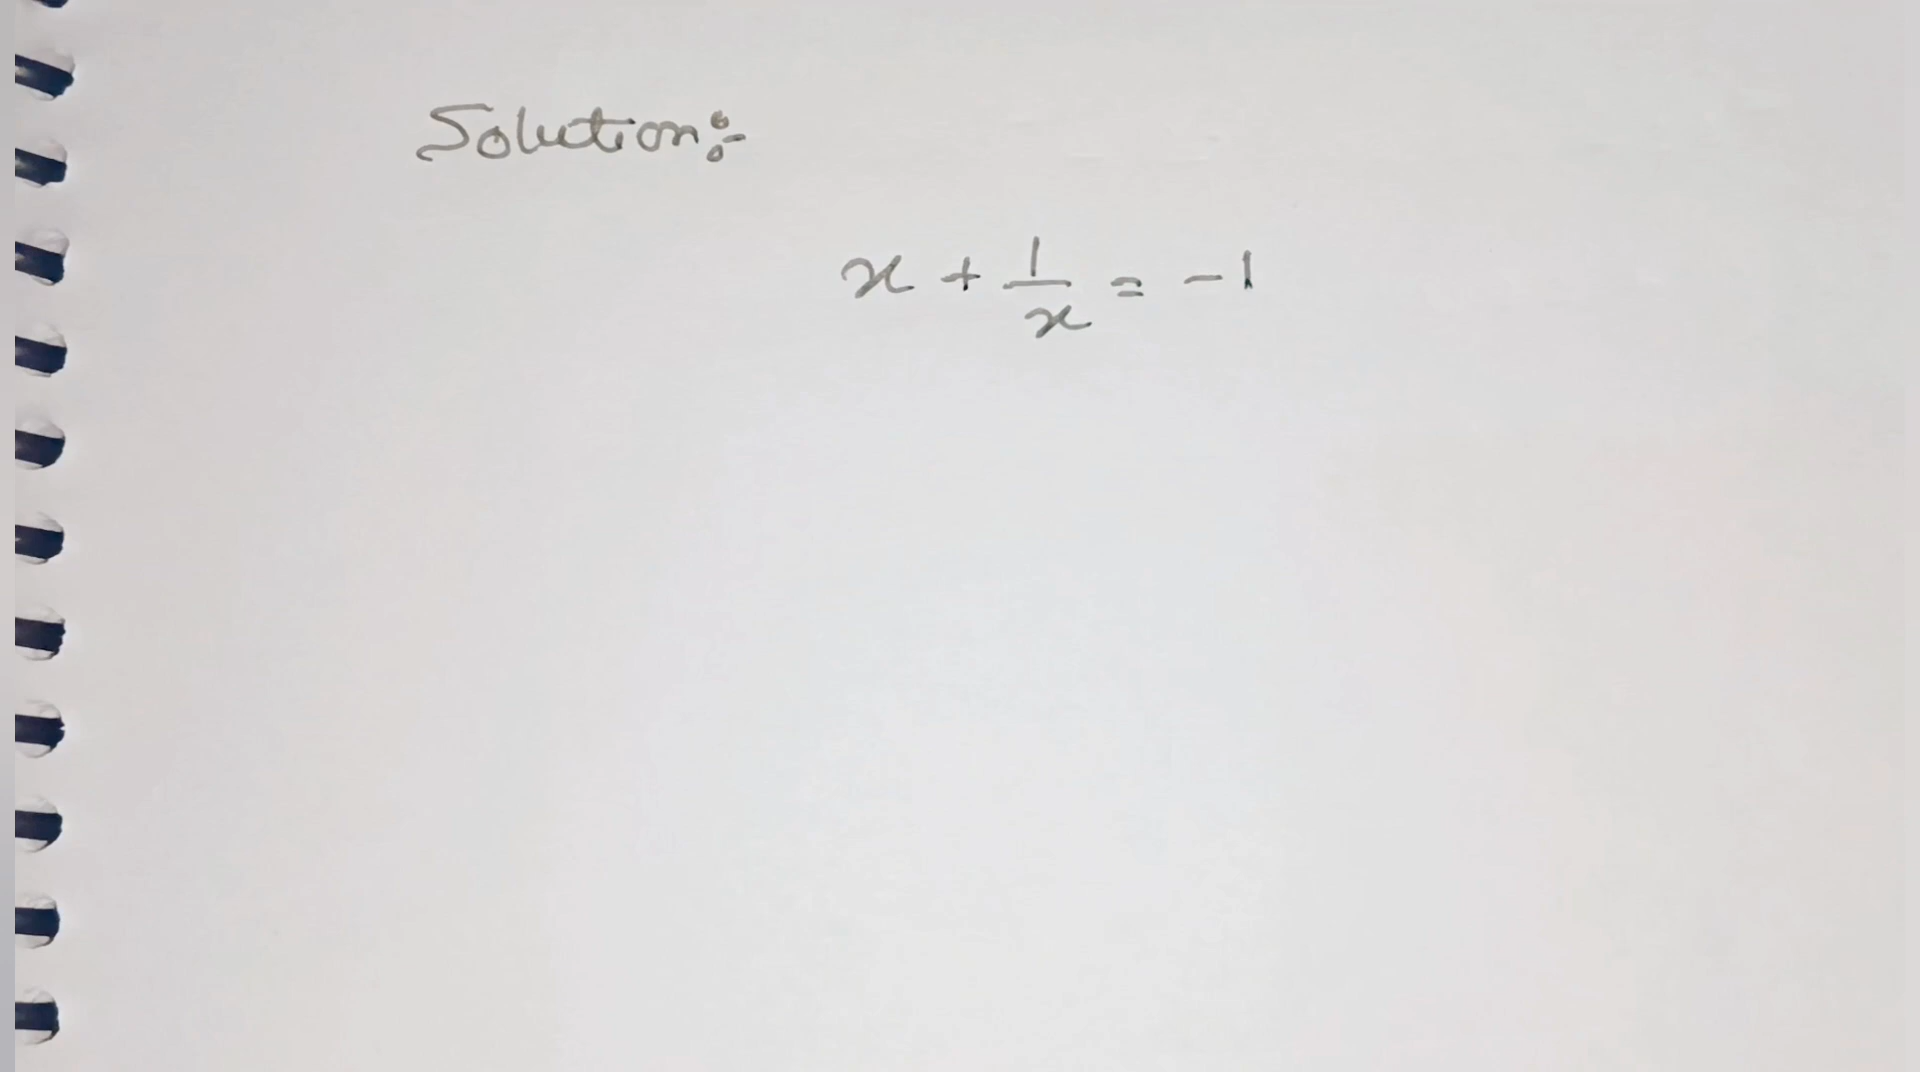 Solution:-
x + 1/x = -1